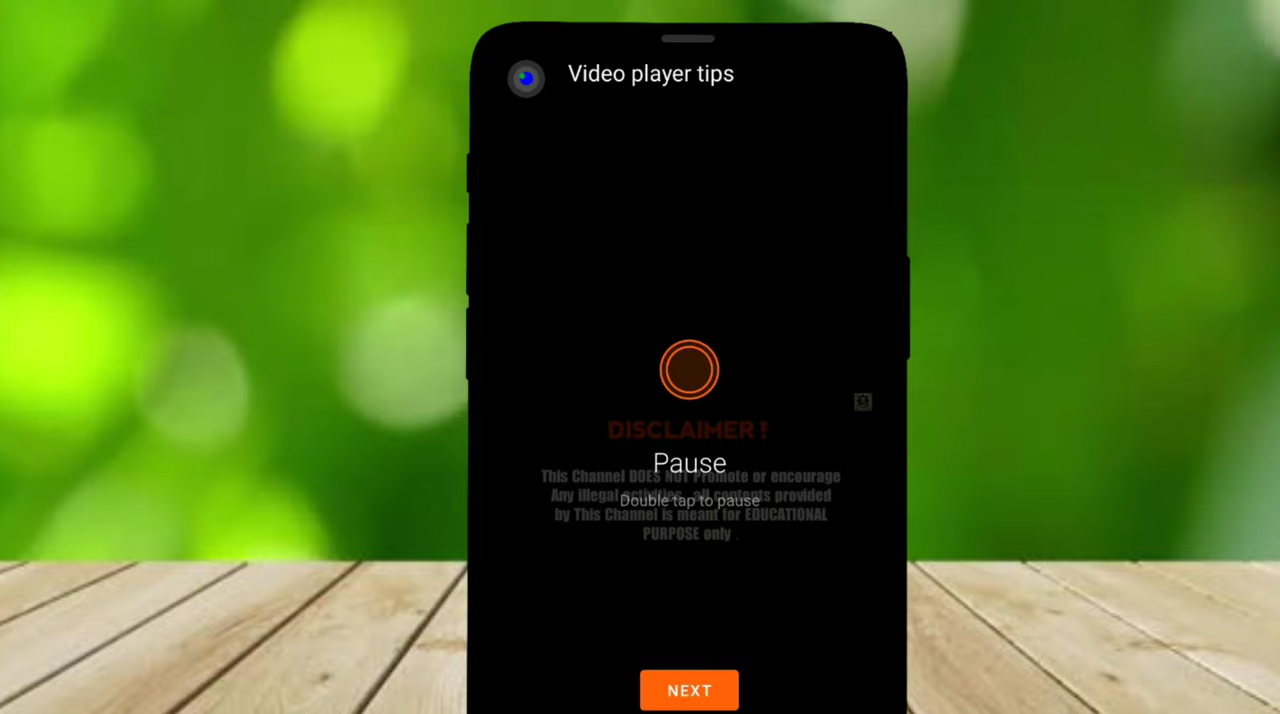 Video player tips
DISCLAIMER !
Pause
This Channel DOES NOT Promote or encourage
Any illegal activities , all contents provided
Double tap to pause
by This Channel is meant for EDUCATIONAL
PURPOSE only .
NEXT